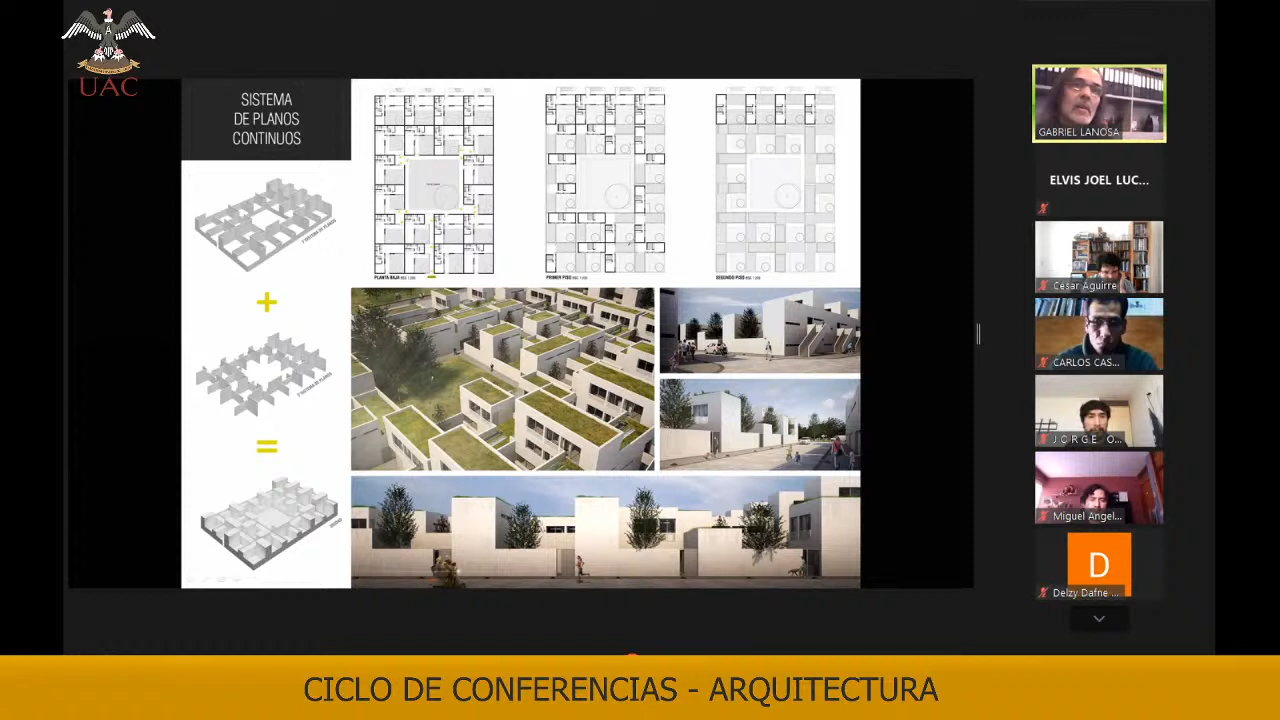 UAC
SISTEMA
DE PLANOS
CONTINUOS
PLANTA BAJA
PRIMER PISO
SEGUNDO PISO
+
=
GABRIEL LANOSA
ELVIS JOEL LUC...
César Aguirre
CARLOS CAS...
J O R G E O...
Miguel Angel...
D
Delzy Dafne ...
CICLO DE CONFERENCIAS - ARQUITECTURA